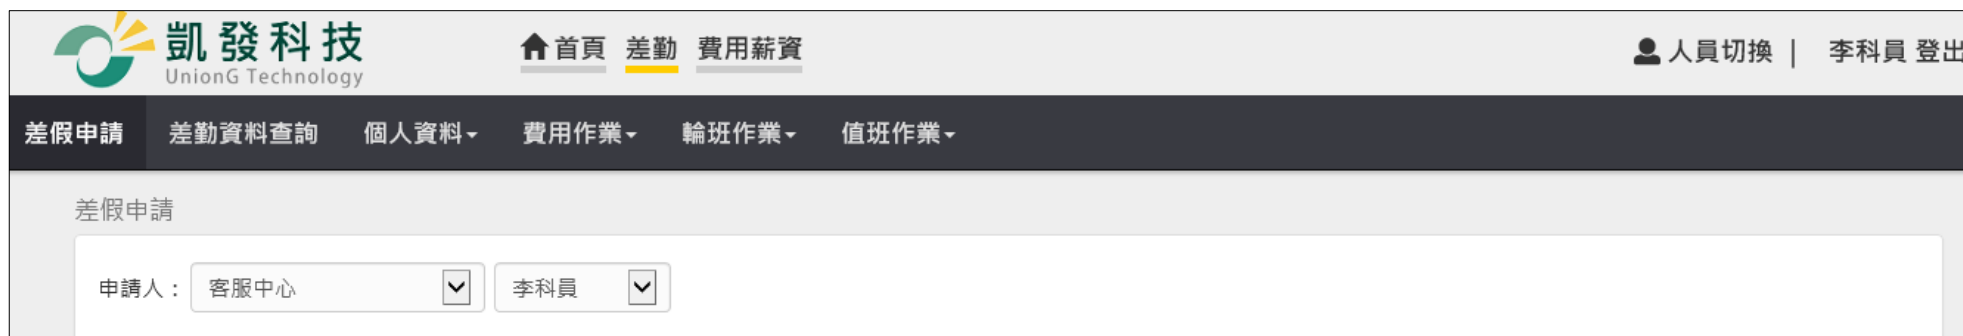 凱發科技
UnionG Technology
首頁 差勤 費用薪資
人員切換 | 李科員 登出
差假申請 差勤資料查詢 個人資料 費用作業 輪班作業 值班作業
差假申請
申請人： 客服中心 李科員